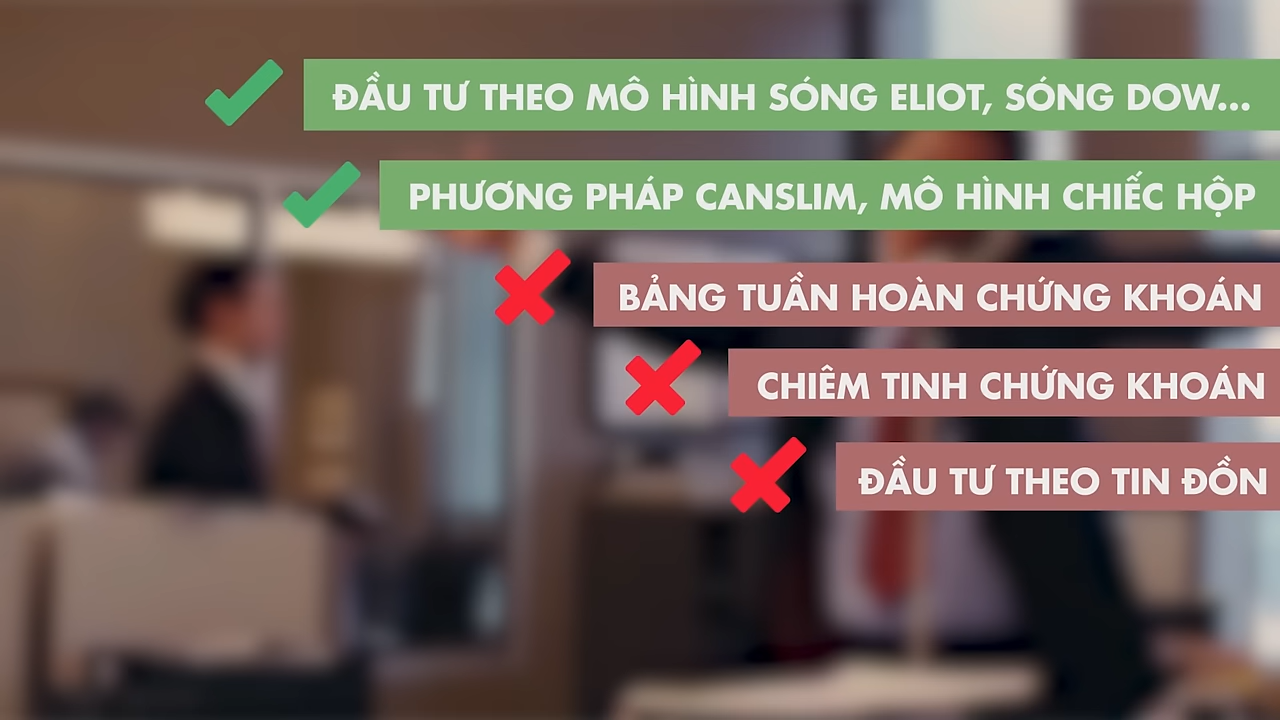 ĐẦU TƯ THEO MÔ HÌNH SÓNG ELIOT, SÓNG DOW...
PHƯƠNG PHÁP CANSLIM, MÔ HÌNH CHIẾC HỘP
BẢNG TUẦN HOÀN CHỨNG KHOÁN
CHIÊM TINH CHỨNG KHOÁN
ĐẦU TƯ THEO TIN ĐỒN